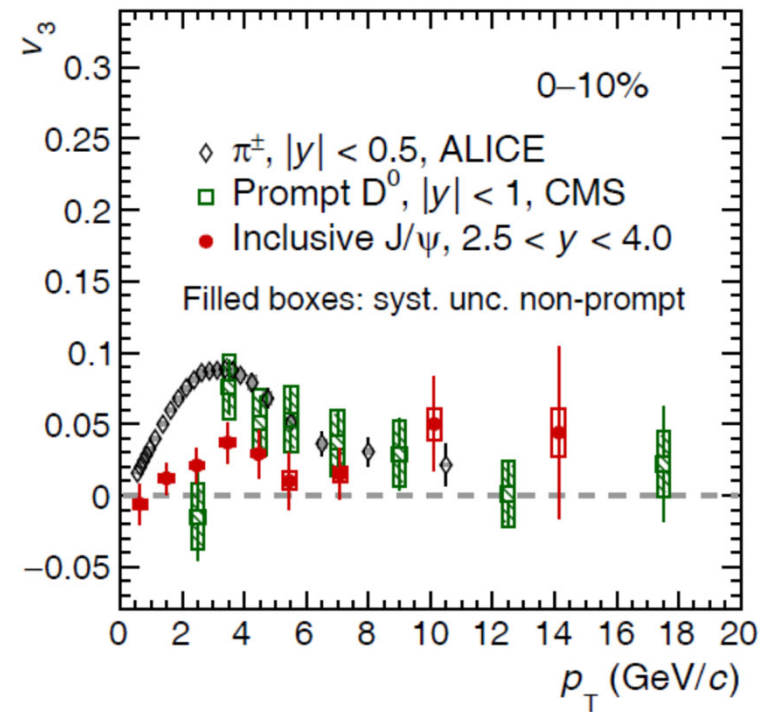 v₃
0.3
0.25
0.2
0.15
0.1
0.05
0
−0.05
0–10%
π±, |y| < 0.5, ALICE
Prompt D⁰, |y| < 1, CMS
Inclusive J/ψ, 2.5 < y < 4.0
Filled boxes: syst. unc. non-prompt
0 2 4 6 8 10 12 14 16 18 20
p_T (GeV/c)